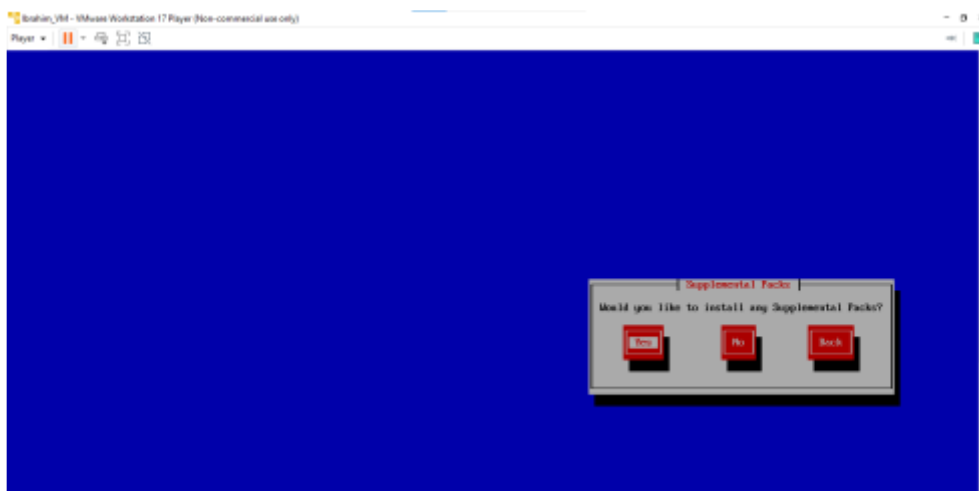 Ibrahim_VM - VMware Workstation 17 Player (Non-commercial use only)
Player
Supplemental Packs
Would you like to install any Supplemental Packs?
Yes No Back